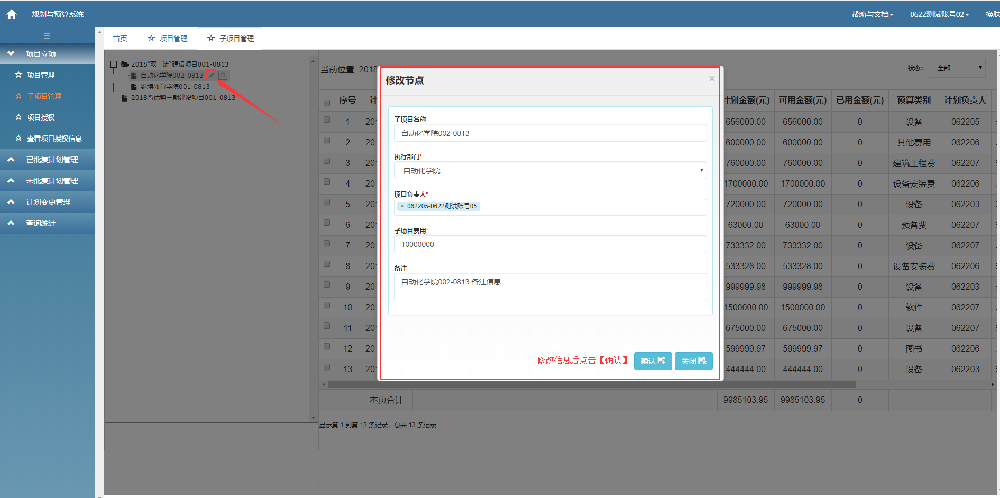 规划与预算系统
帮助与文档
0622测试账号02
换肤
首页
项目管理
子项目管理
项目立项
项目管理
子项目管理
项目授权
查看项目授权信息
已批复计划管理
未批复计划管理
计划变更管理
查询统计
2018"双一流"建设项目001-0813
自动化学院002-0813
继续教育学院001-0813
2018省优势三期建设项目001-0813
当前位置 :2018
状态: 全部
修改节点 ×
子项目名称
自动化学院002-0813
执行部门*
自动化学院
项目负责人*
× 062205-0622测试账号05
子项目费用*
10000000
备注
自动化学院002-0813 备注信息
修改信息后点击【确认】 确认 关闭
序号 计 计划金额(元) 可用金额(元) 已用金额(元) 预算类别 计划负责人
1 201 656000.00 656000.00 0 设备 062205
2 201 600000.00 600000.00 0 其他费用 062206
3 201 760000.00 760000.00 0 建筑工程费 062207
4 201 1700000.00 1700000.00 0 设备安装费 062206
5 201 720000.00 720000.00 0 设备 062203
6 201 63000.00 63000.00 0 预备费 062207
7 201 733332.00 733332.00 0 设备 062207
8 201 533328.00 533328.00 0 设备安装费 062206
9 201 999999.98 999999.98 0 设备 062203
10 201 1500000.00 1500000.00 0 软件 062207
11 201 675000.00 675000.00 0 设备 062207
12 201 599999.97 599999.97 0 图书 062206
13 201 444444.00 444444.00 0 设备 062203
本页合计 9985103.95 9985103.95 0
显示第 1 到第 13 条记录，总共 13 条记录